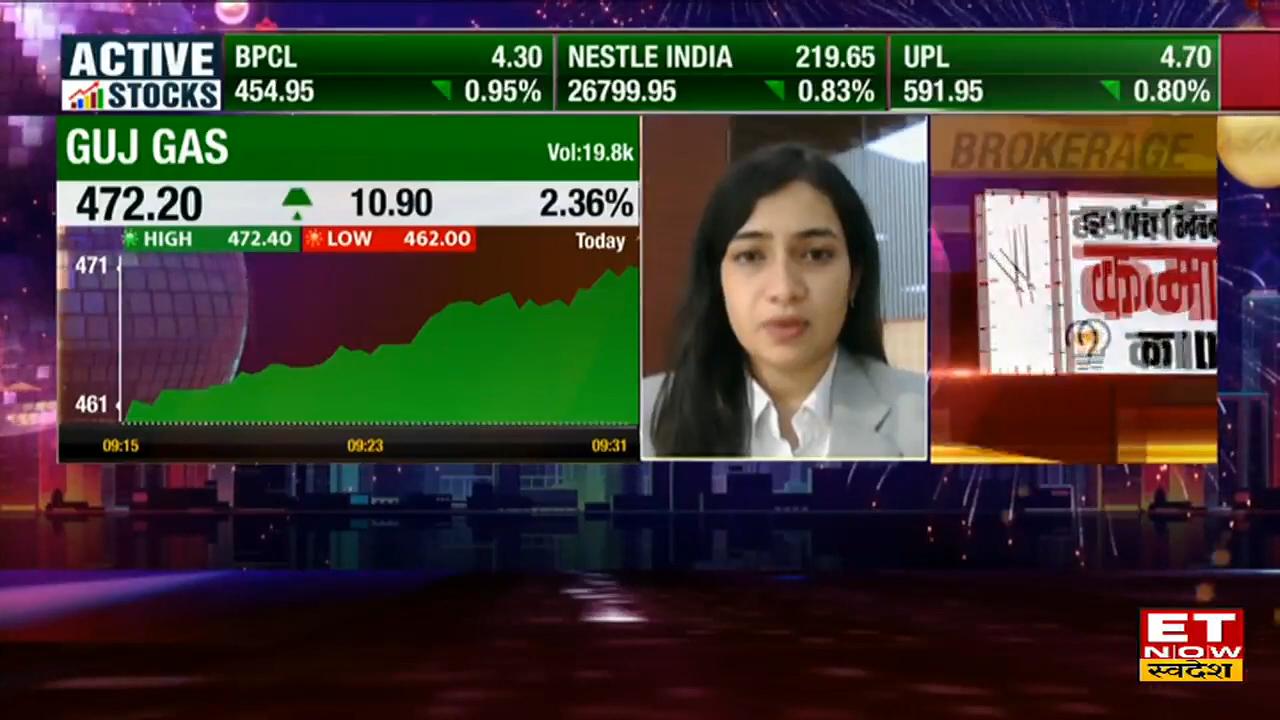 ACTIVE
STOCKS
BPCL 4.30
454.95 0.95%
NESTLE INDIA 219.65
26799.95 0.83%
UPL 4.70
591.95 0.80%
GUJ GAS Vol:19.8k
472.20 10.90 2.36%
HIGH 472.40 LOW 462.00 Today
471
461
09:15 09:23 09:31
BROKERAGE
ET
NOW
स्वदेश